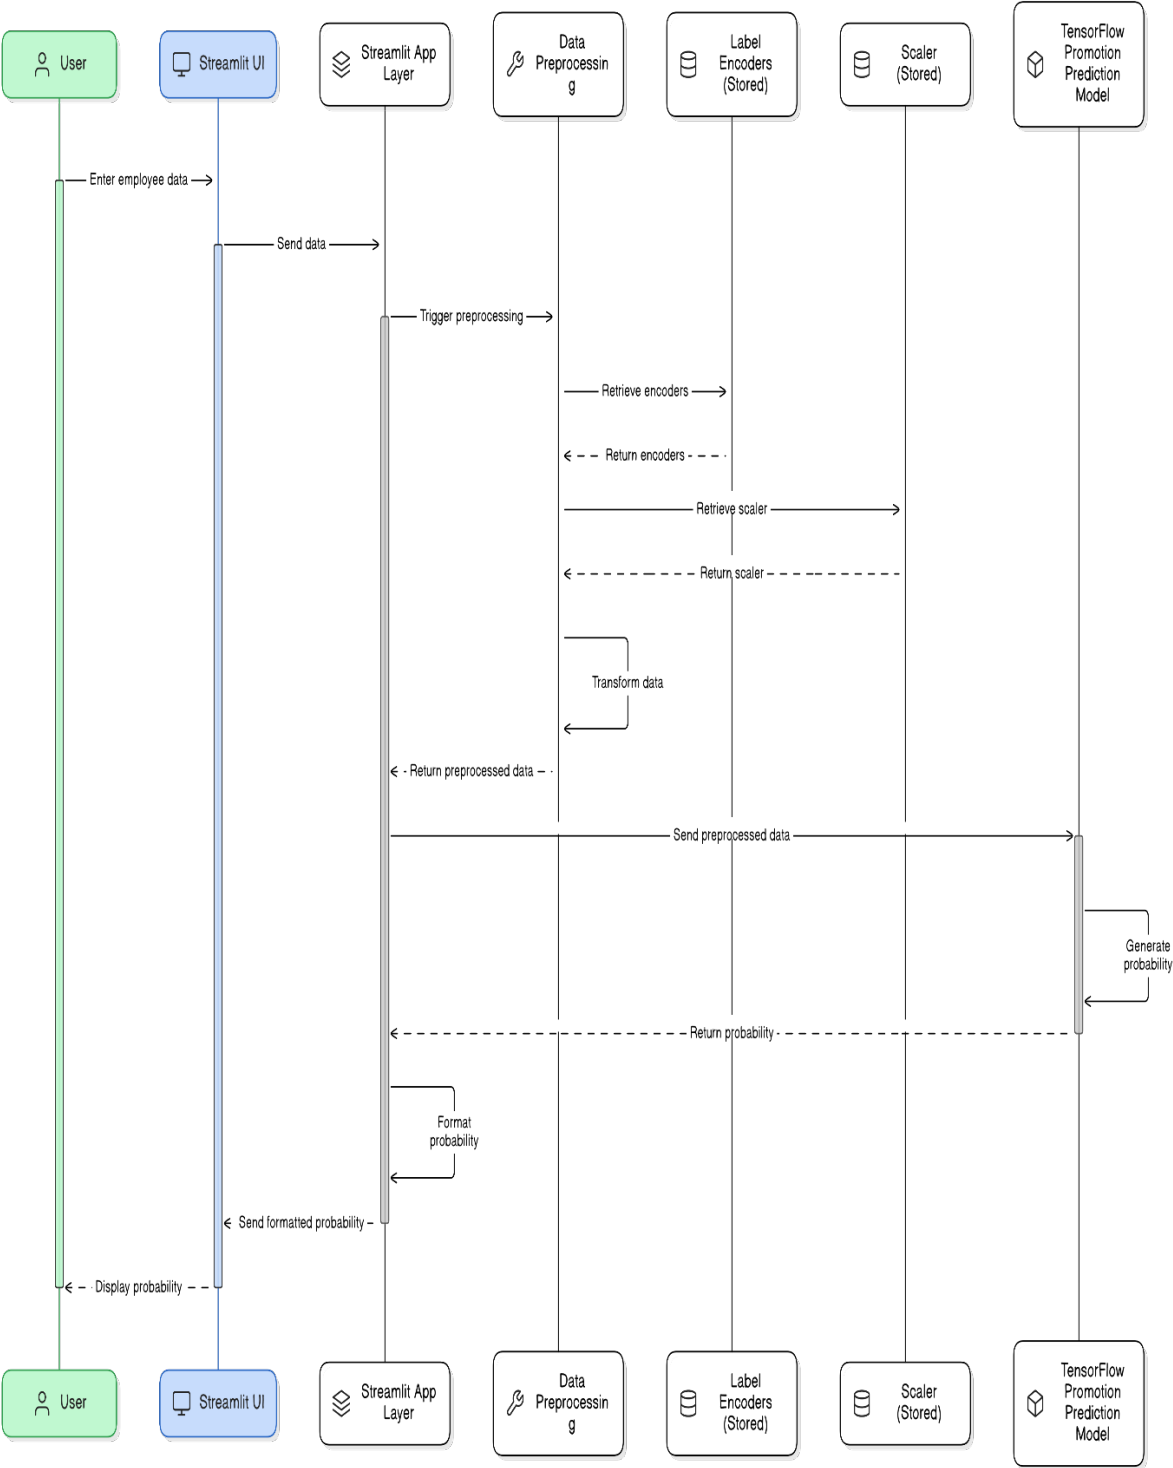 User
Streamlit UI
Streamlit App
Layer
Data
Preprocessin
g
Label
Encoders
(Stored)
Scaler
(Stored)
TensorFlow
Promotion
Prediction
Model
Enter employee data
Send data
Trigger preprocessing
Retrieve encoders
Return encoders
Retrieve scaler
Return scaler
Transform data
Return preprocessed data
Send preprocessed data
Generate
probability
Return probability
Format
probability
Send formatted probability
Display probability
User
Streamlit UI
Streamlit App
Layer
Data
Preprocessin
g
Label
Encoders
(Stored)
Scaler
(Stored)
TensorFlow
Promotion
Prediction
Model